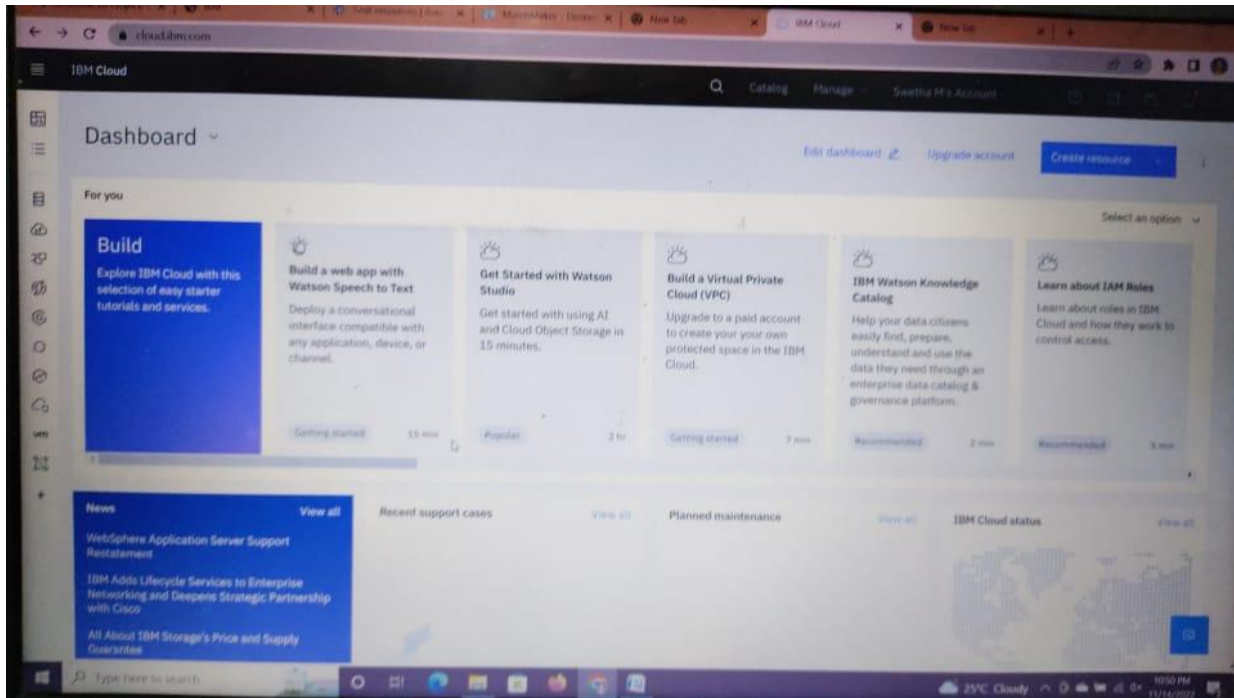 New tab
IBM Cloud
New tab
cloud.ibm.com
IBM Cloud
Catalog
Manage
Swetha M's Account
Dashboard
Edit dashboard
Upgrade account
Create resource
For you
Select an option
Build
Explore IBM Cloud with this
selection of easy starter
tutorials and services.
Build a web app with
Watson Speech to Text
Deploy a conversational
interface compatible with
any application, device, or
channel.
Getting started
15 min
Get Started with Watson
Studio
Get started with using AI
and Cloud Object Storage in
15 minutes.
Popular
2 hr
Build a Virtual Private
Cloud (VPC)
Upgrade to a paid account
to create your your own
protected space in the IBM
Cloud.
Getting started
7 min
IBM Watson Knowledge
Catalog
Help your data citizens
easily find, prepare,
understand and use the
data they need through an
enterprise data catalog &
governance platform.
Recommended
2 min
Learn about IAM Roles
Learn about roles in IBM
Cloud and how they work to
control access.
Recommended
5 min
News
View all
WebSphere Application Server Support
Restatement
IBM Adds Lifecycle Services to Enterprise
Networking and Deepens Strategic Partnership
with Cisco
All About IBM Storage's Price and Supply
Guarantee
Recent support cases
View all
Planned maintenance
View all
IBM Cloud status
View all
Type here to search
25°C Cloudy
10:50 PM